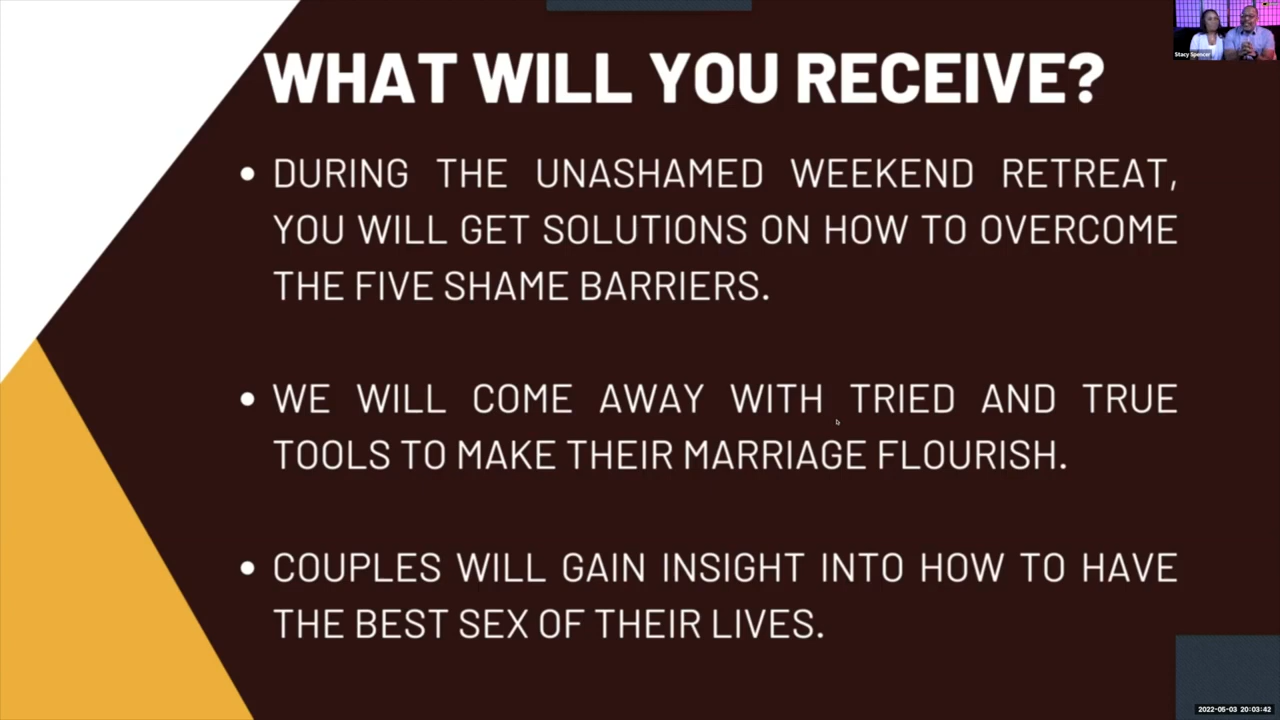 WHAT WILL YOU RECEIVE?
Stacy Spencer
• DURING THE UNASHAMED WEEKEND RETREAT,
YOU WILL GET SOLUTIONS ON HOW TO OVERCOME
THE FIVE SHAME BARRIERS.
• WE WILL COME AWAY WITH TRIED AND TRUE
TOOLS TO MAKE THEIR MARRIAGE FLOURISH.
• COUPLES WILL GAIN INSIGHT INTO HOW TO HAVE
THE BEST SEX OF THEIR LIVES.
2022-05-03 20:03:42